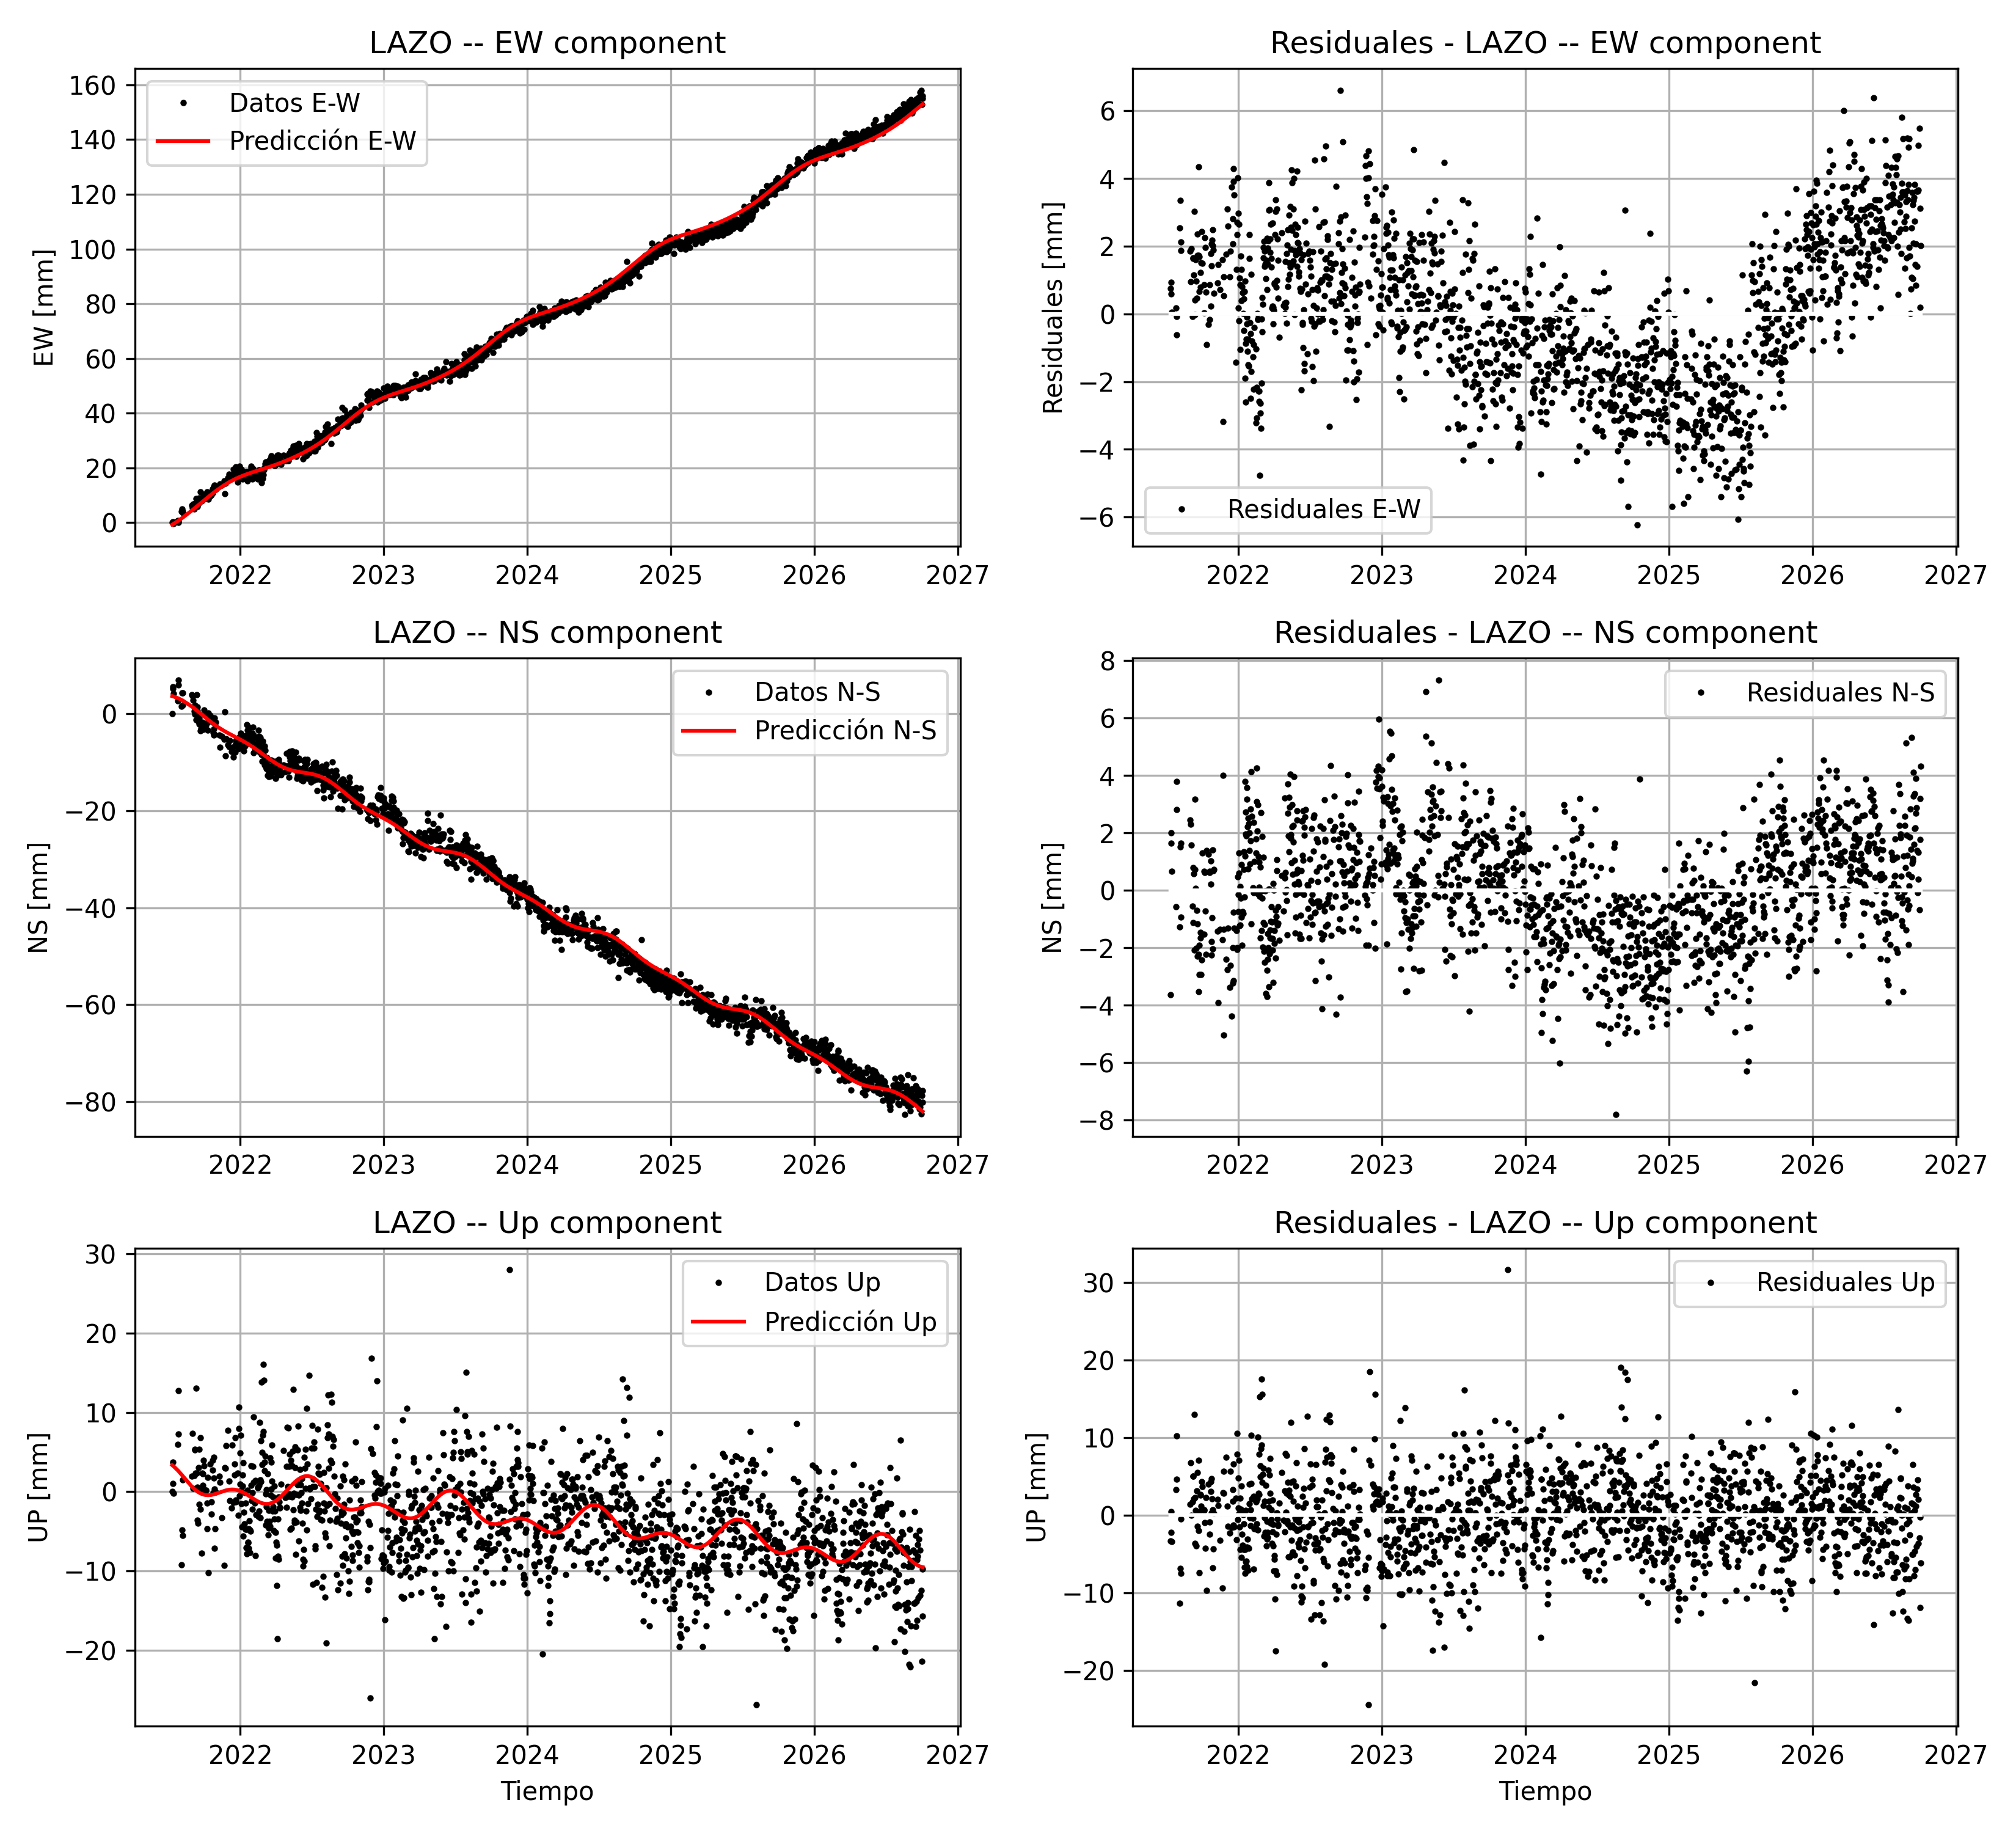 LAZO -- EW component
Residuales - LAZO -- EW component
EW [mm]
160
140
120
100
80
60
40
20
0
Datos E-W
Predicción E-W
2022 2023 2024 2025 2026 2027
Residuales [mm]
6
4
2
0
−2
−4
−6
Residuales E-W
2022 2023 2024 2025 2026 2027
LAZO -- NS component
Residuales - LAZO -- NS component
NS [mm]
0
−20
−40
−60
−80
Datos N-S
Predicción N-S
2022 2023 2024 2025 2026 2027
NS [mm]
8
6
4
2
0
−2
−4
−6
−8
Residuales N-S
2022 2023 2024 2025 2026 2027
LAZO -- Up component
Residuales - LAZO -- Up component
UP [mm]
30
20
10
0
−10
−20
Datos Up
Predicción Up
2022 2023 2024 2025 2026 2027
Tiempo
UP [mm]
30
20
10
0
−10
−20
Residuales Up
2022 2023 2024 2025 2026 2027
Tiempo